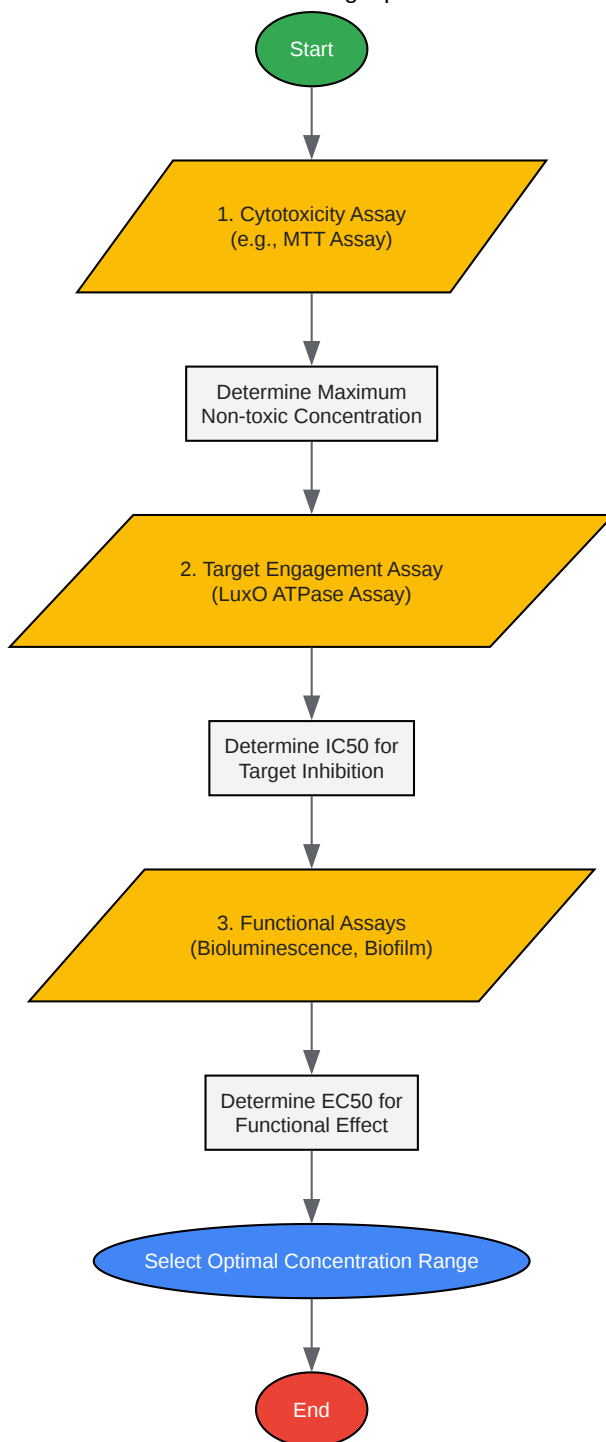 Start
1. Cytotoxicity Assay
(e.g., MTT Assay)
Determine Maximum
Non-toxic Concentration
2. Target Engagement Assay
(LuxO ATPase Assay)
Determine IC50 for
Target Inhibition
3. Functional Assays
(Bioluminescence, Biofilm)
Determine EC50 for
Functional Effect
Select Optimal Concentration Range
End